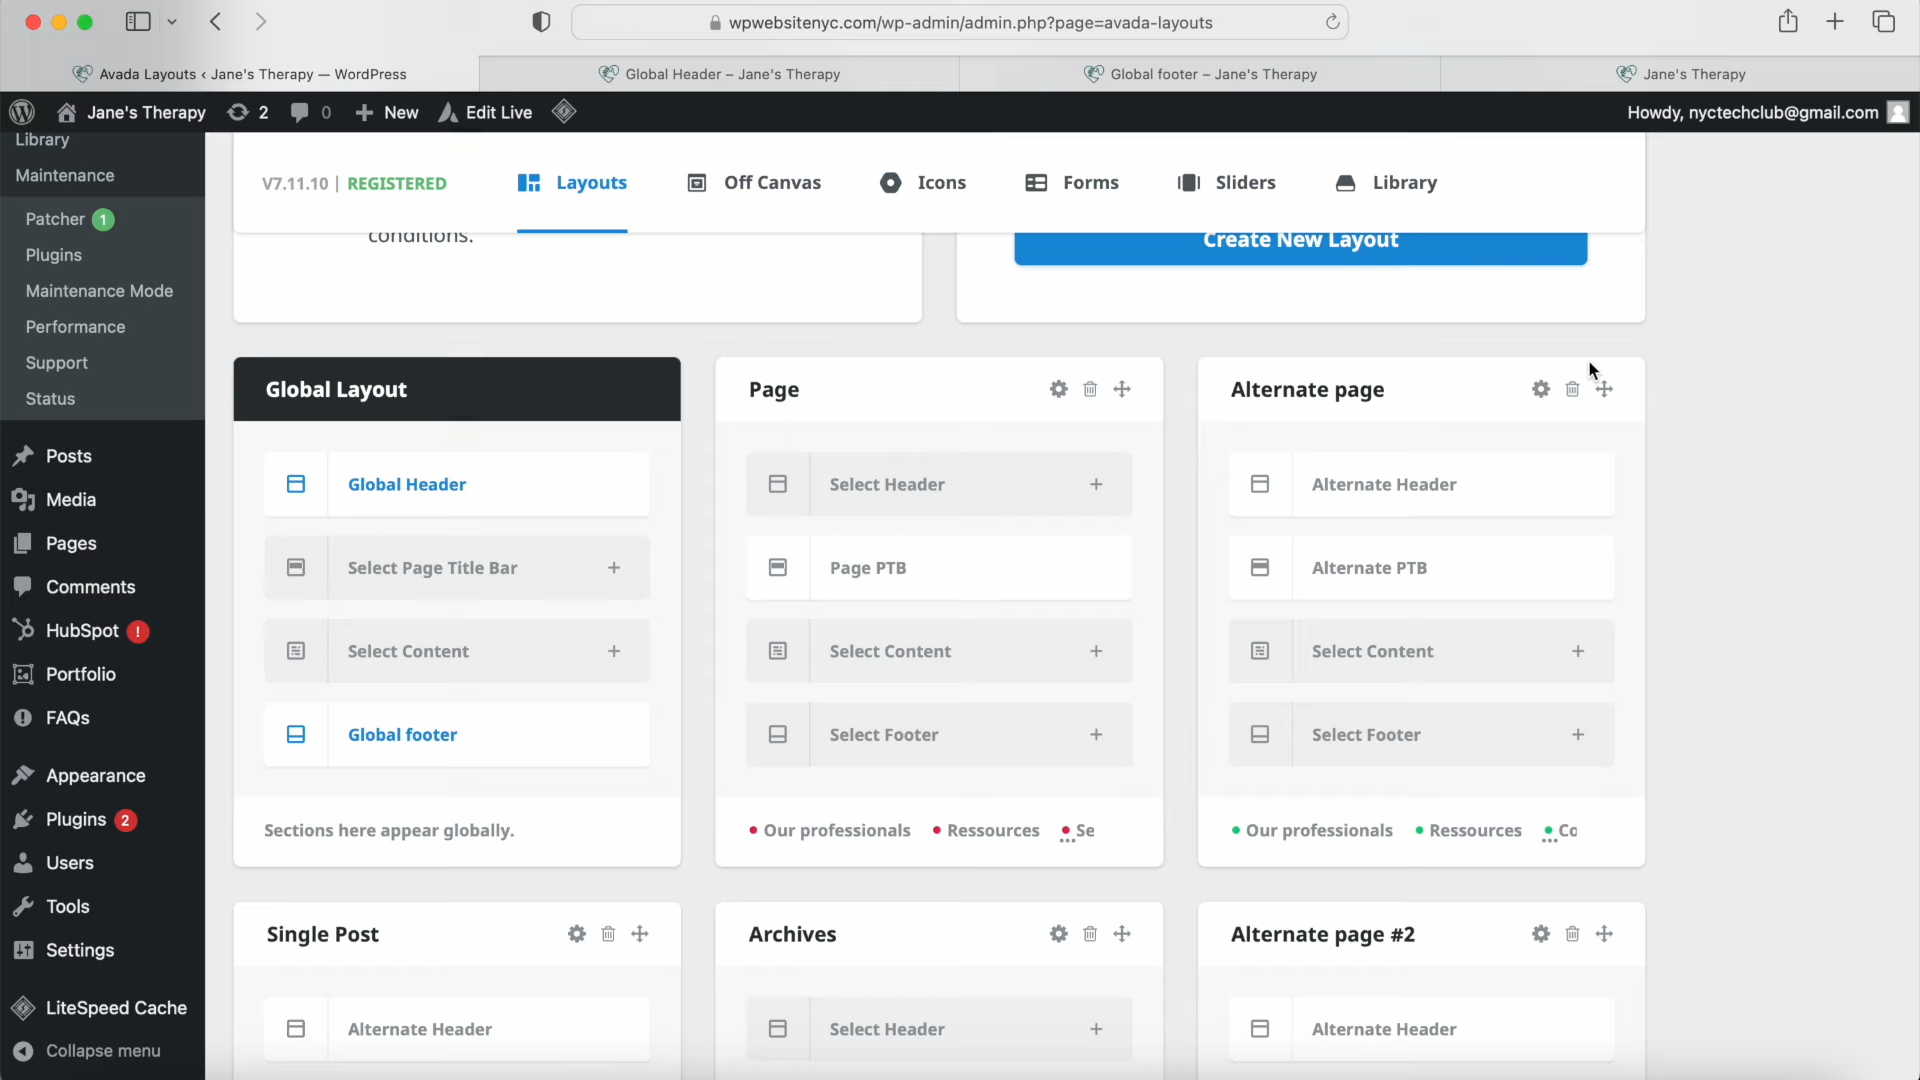 wpwebsitenyc.com/wp-admin/admin.php?page=avada-layouts
Avada Layouts ‹ Jane's Therapy — WordPress
Global Header – Jane's Therapy
Global footer – Jane's Therapy
Jane's Therapy
Jane's Therapy
2
0
New
Edit Live
Howdy, nyctechclub@gmail.com
Library
Maintenance
Patcher 1
Plugins
Maintenance Mode
Performance
Support
Status
Posts
Media
Pages
Comments
HubSpot !
Portfolio
FAQs
Appearance
Plugins 2
Users
Tools
Settings
LiteSpeed Cache
Collapse menu
V7.11.10 | REGISTERED
Layouts
Off Canvas
Icons
Forms
Sliders
Library
conditions.
Create New Layout
Global Layout
Global Header
Select Page Title Bar +
Select Content +
Global footer
Sections here appear globally.
Page
Select Header +
Page PTB
Select Content +
Select Footer +
Our professionals
Ressources
Se
...
Alternate page
Alternate Header
Alternate PTB
Select Content +
Select Footer +
Our professionals
Ressources
Co
...
Single Post
Alternate Header
Archives
Select Header +
Alternate page #2
Alternate Header